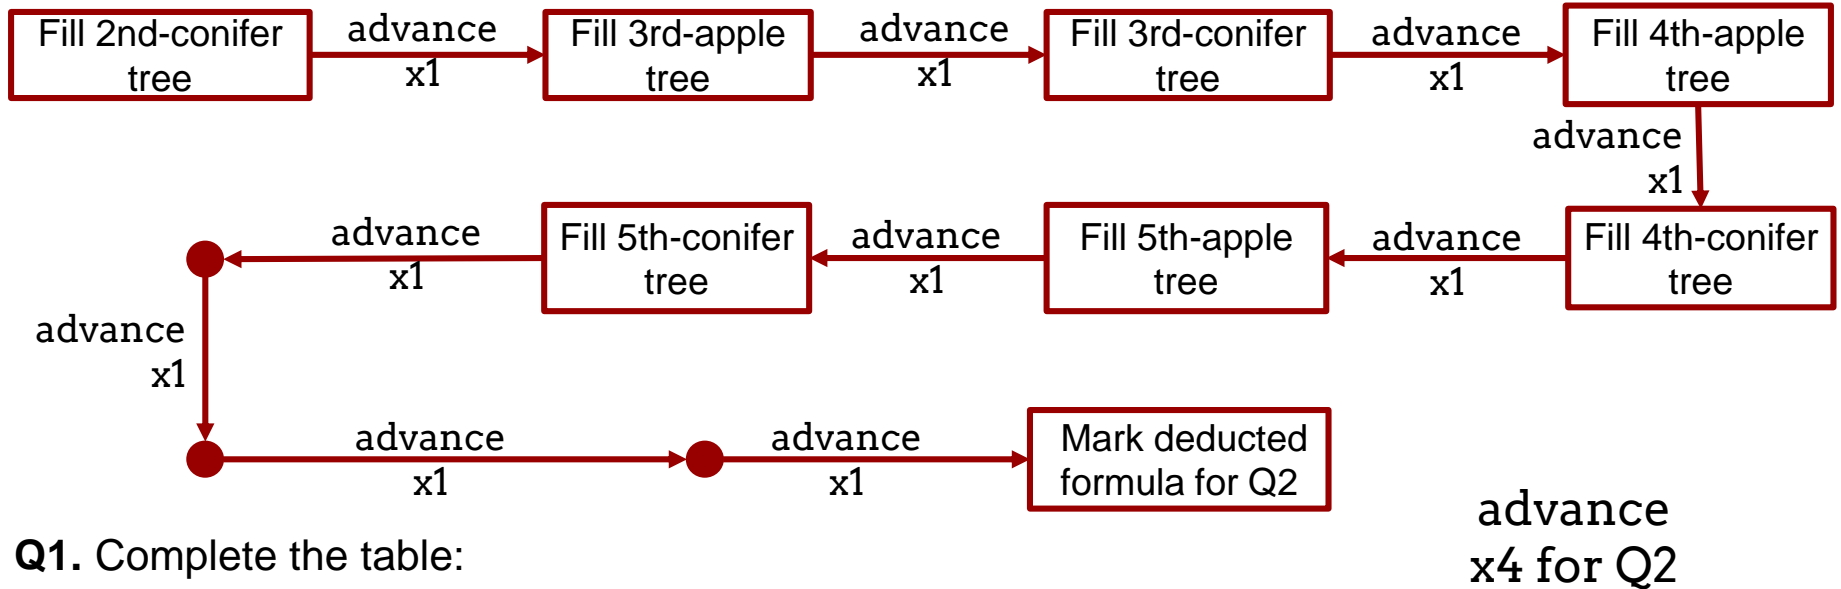 Fill 2nd-conifer
tree
advance
x1
Fill 3rd-apple
tree
advance
x1
Fill 3rd-conifer
tree
advance
x1
Fill 4th-apple
tree
advance
x1
Fill 4th-conifer
tree
advance
x1
Fill 5th-apple
tree
advance
x1
Fill 5th-conifer
tree
advance
x1
advance
x1
advance
x1
advance
x1
Mark deducted
formula for Q2
advance
x4 for Q2
Q1. Complete the table: